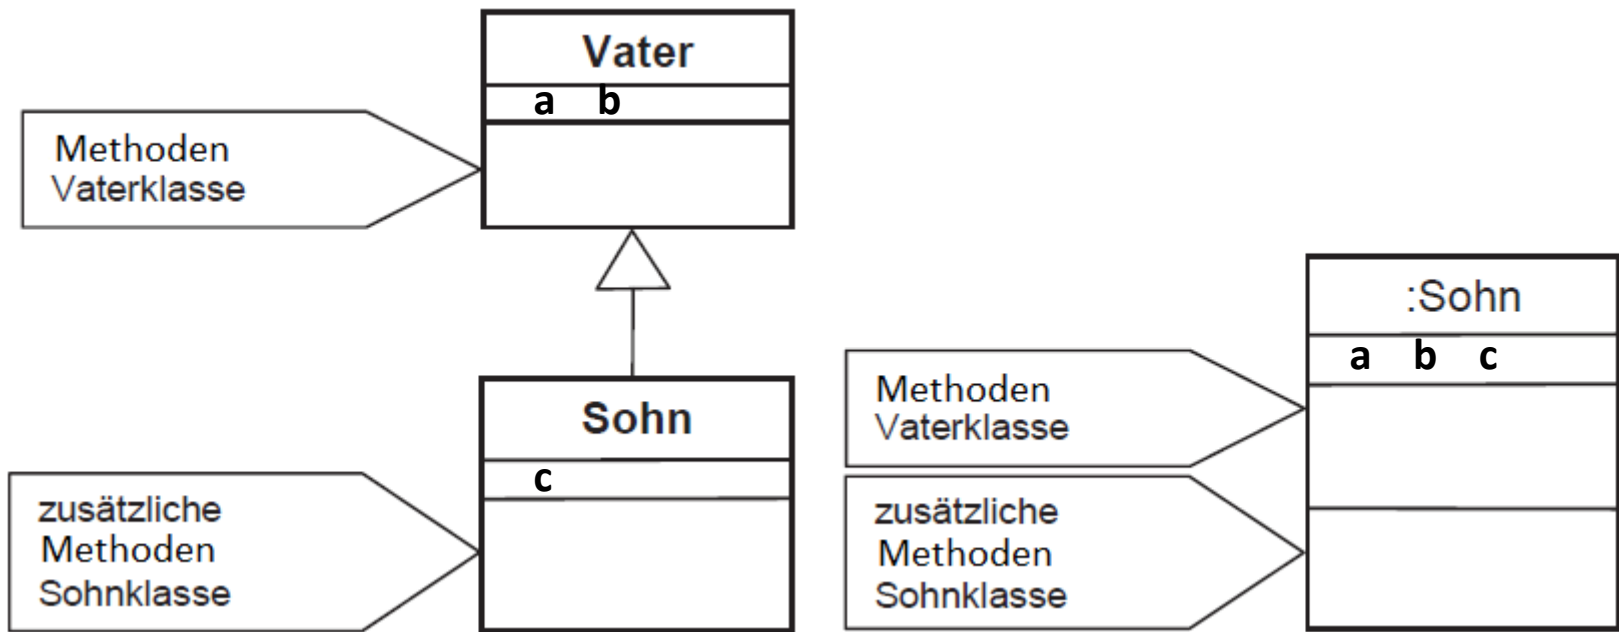 Vater
a b
Methoden
Vaterklasse
Sohn
c
zusätzliche
Methoden
Sohnklasse
:Sohn
a b c
Methoden
Vaterklasse
zusätzliche
Methoden
Sohnklasse